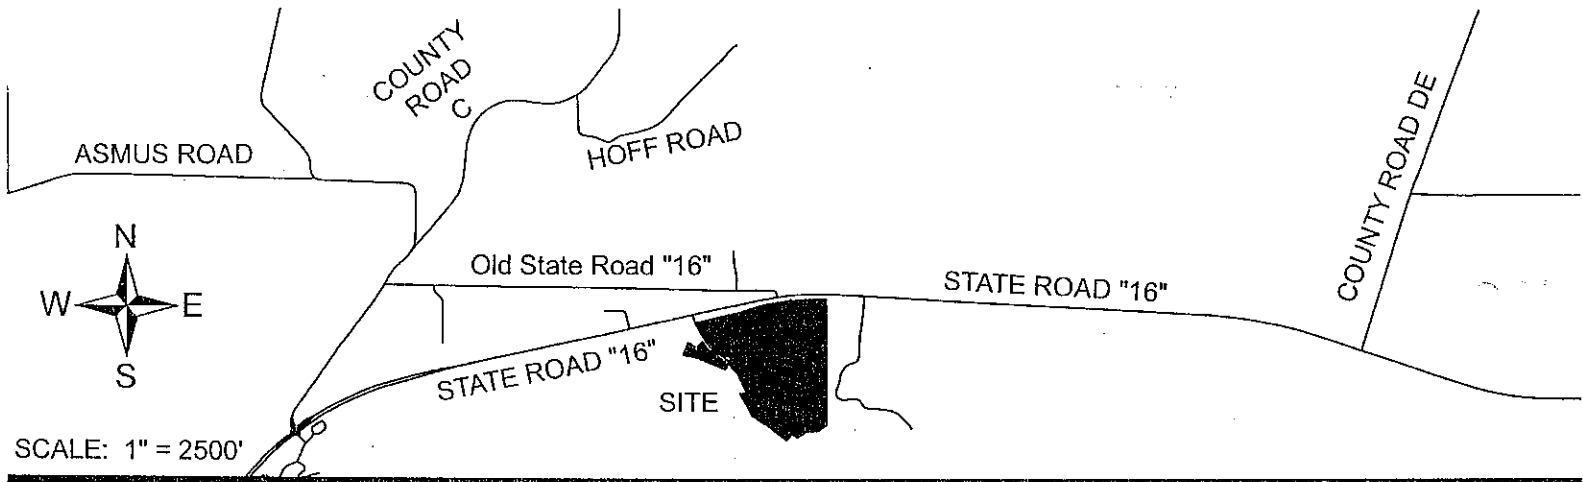 COUNTY
ROAD
C
ASMUS ROAD
HOFF ROAD
COUNTY ROAD DE
N
W E
S
Old State Road "16"
STATE ROAD "16"
STATE ROAD "16"
SITE
SCALE: 1" = 2500'